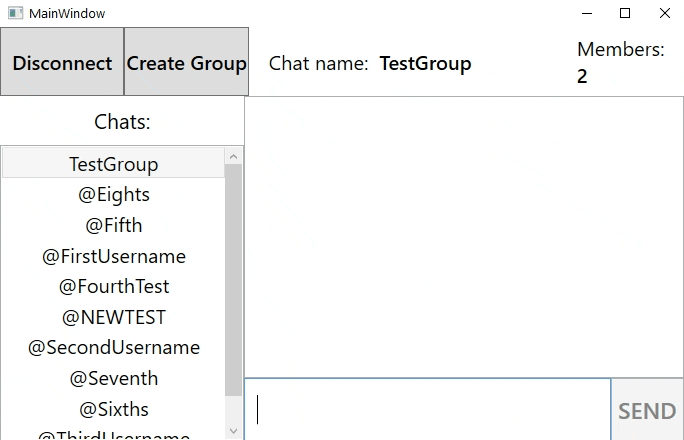 MainWindow
Disconnect
Create Group
Chat name: TestGroup
Members:
2
Chats:
TestGroup
@Eights
@Fifth
@FirstUsername
@FourthTest
@NEWTEST
@SecondUsername
@Seventh
@Sixths
@ThirdUsername
SEND